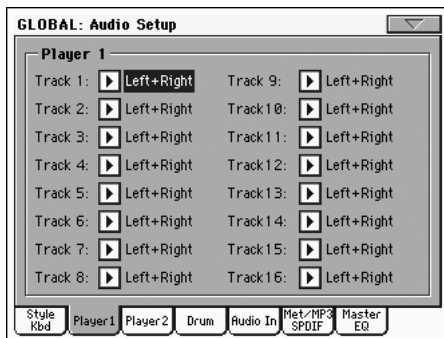 GLOBAL: Audio Setup
Player 1
Track 1: Left+Right Track 9: Left+Right
Track 2: Left+Right Track10: Left+Right
Track 3: Left+Right Track11: Left+Right
Track 4: Left+Right Track12: Left+Right
Track 5: Left+Right Track13: Left+Right
Track 6: Left+Right Track14: Left+Right
Track 7: Left+Right Track15: Left+Right
Track 8: Left+Right Track16: Left+Right
Style Kbd Player1 Player2 Drum Audio In Met/MP3 SPDIF Master EQ